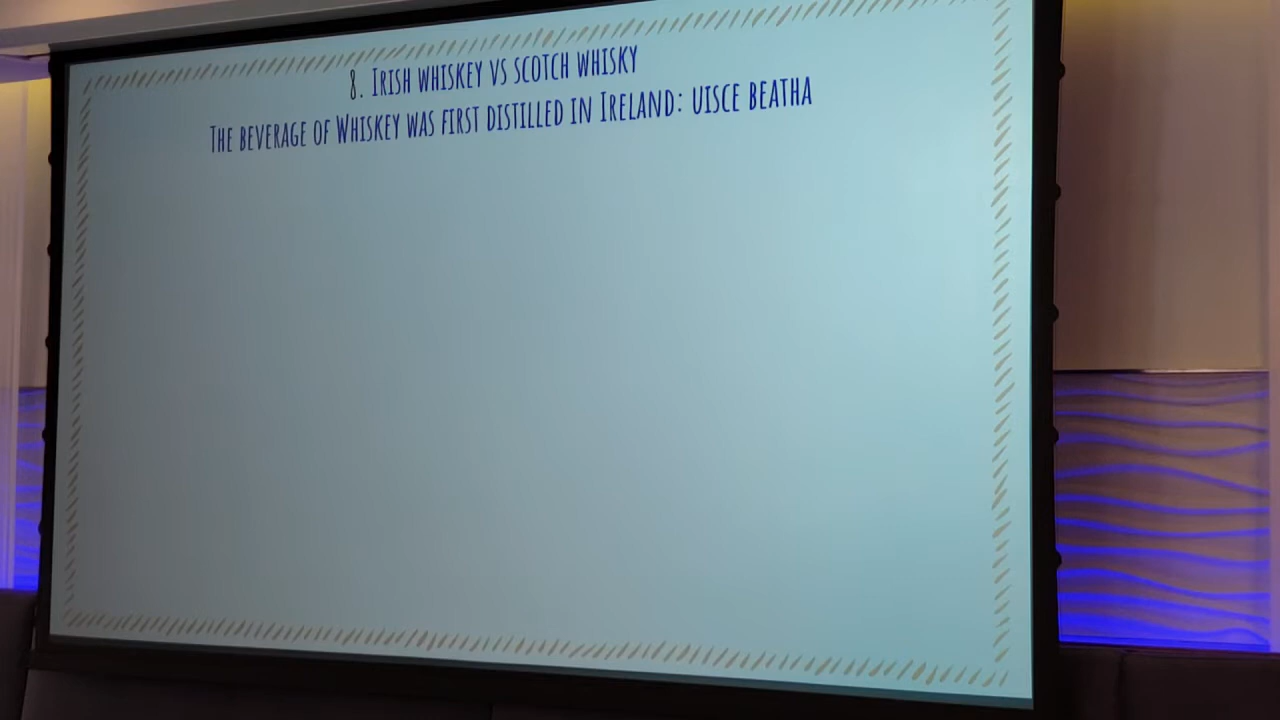 8. Irish whiskey vs scotch whisky
The beverage of Whiskey was first distilled in Ireland: uisce beatha